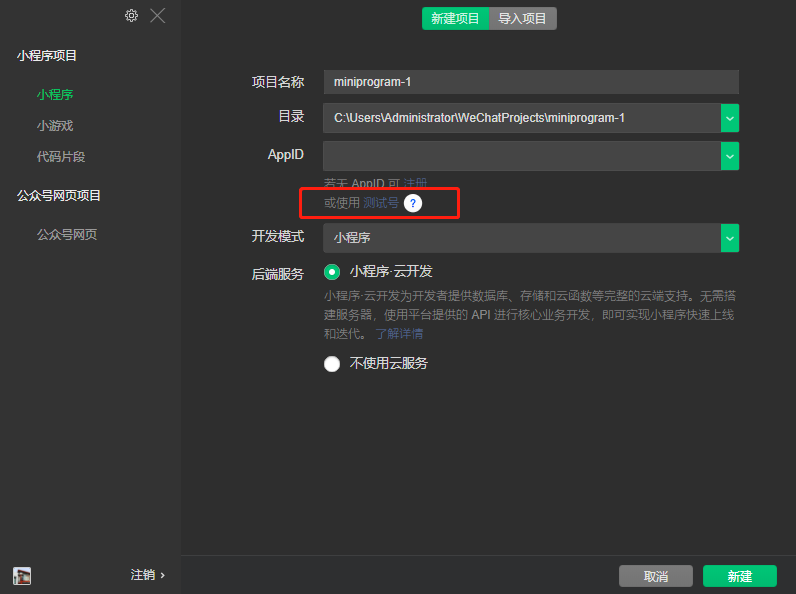 新建项目 导入项目
小程序项目
小程序
小游戏
代码片段
公众号网页项目
公众号网页
项目名称 miniprogram-1
目录 C:\Users\Administrator\WeChatProjects\miniprogram-1
AppID
若无 AppID 可 注册
或使用 测试号 ?
开发模式 小程序
后端服务 小程序·云开发
小程序·云开发为开发者提供数据库、存储和云函数等完整的云端支持。无需搭
建服务器，使用平台提供的 API 进行核心业务开发，即可实现小程序快速上线
和迭代。 了解详情
不使用云服务
注销 ›
取消 新建